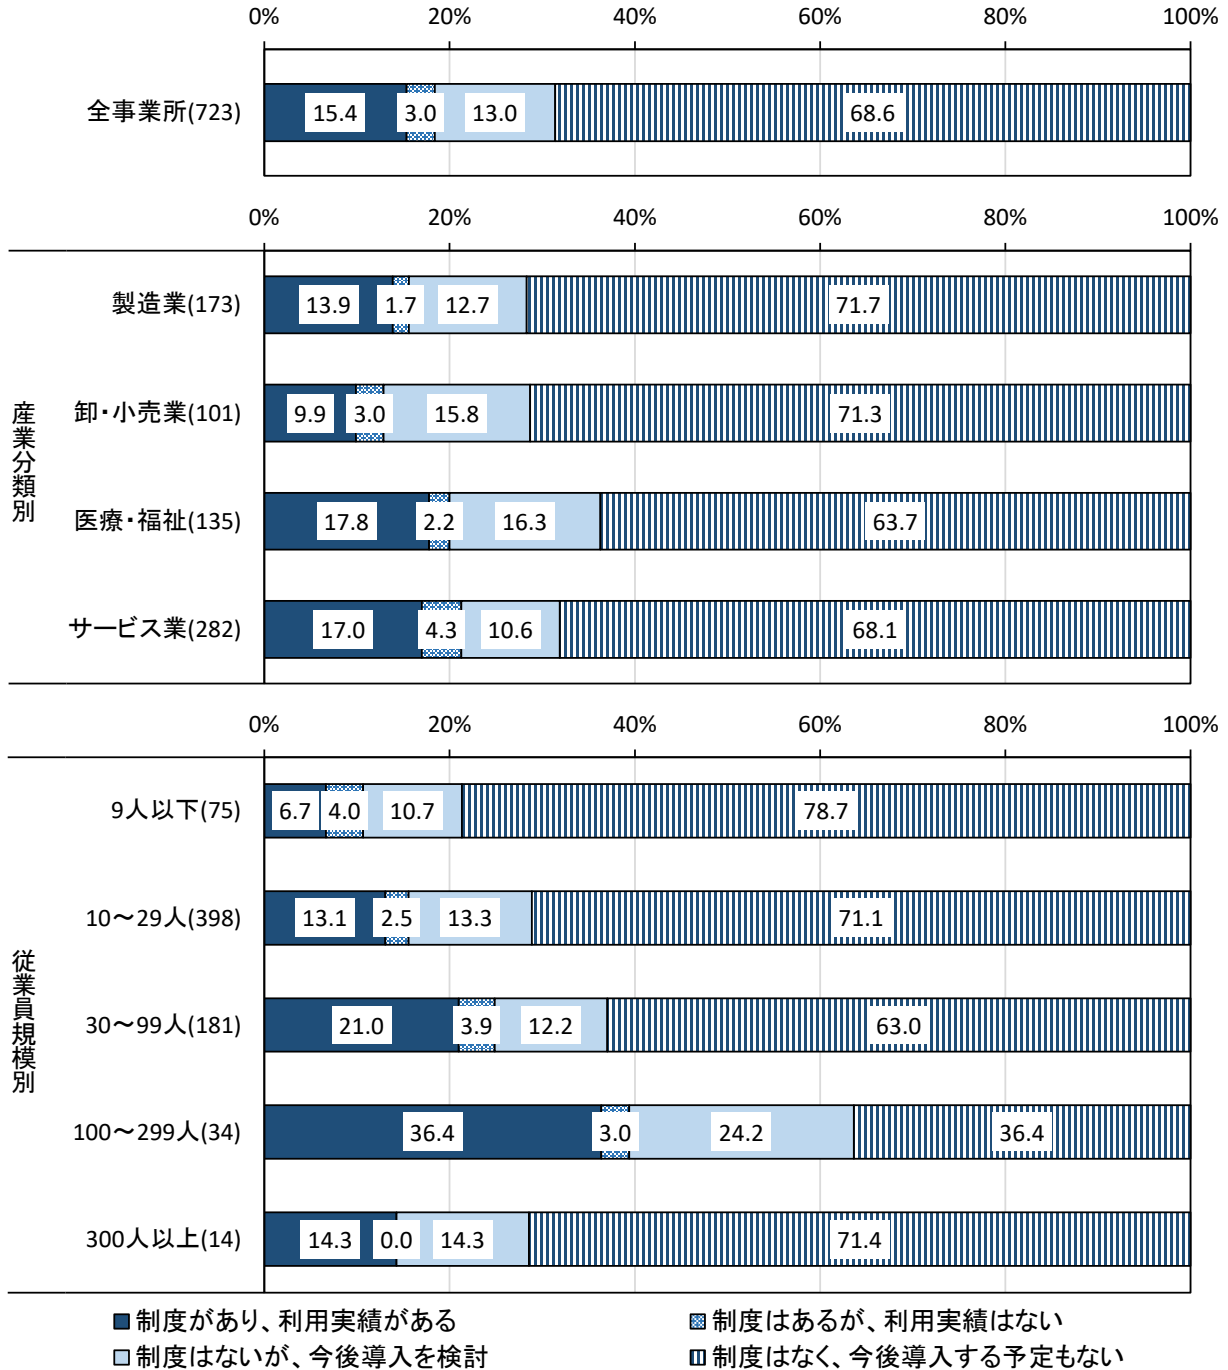 0% 20% 40% 60% 80% 100%
全事業所(723) 15.4 3.0 13.0 68.6
0% 20% 40% 60% 80% 100%
産業分類別
製造業(173) 13.9 1.7 12.7 71.7
卸・小売業(101) 9.9 3.0 15.8 71.3
医療・福祉(135) 17.8 2.2 16.3 63.7
サービス業(282) 17.0 4.3 10.6 68.1
0% 20% 40% 60% 80% 100%
従業員規模別
9人以下(75) 6.7 4.0 10.7 78.7
10～29人(398) 13.1 2.5 13.3 71.1
30～99人(181) 21.0 3.9 12.2 63.0
100～299人(34) 36.4 3.0 24.2 36.4
300人以上(14) 14.3 0.0 14.3 71.4
制度があり、利用実績がある 制度はあるが、利用実績はない
制度はないが、今後導入を検討 制度はなく、今後導入する予定もない